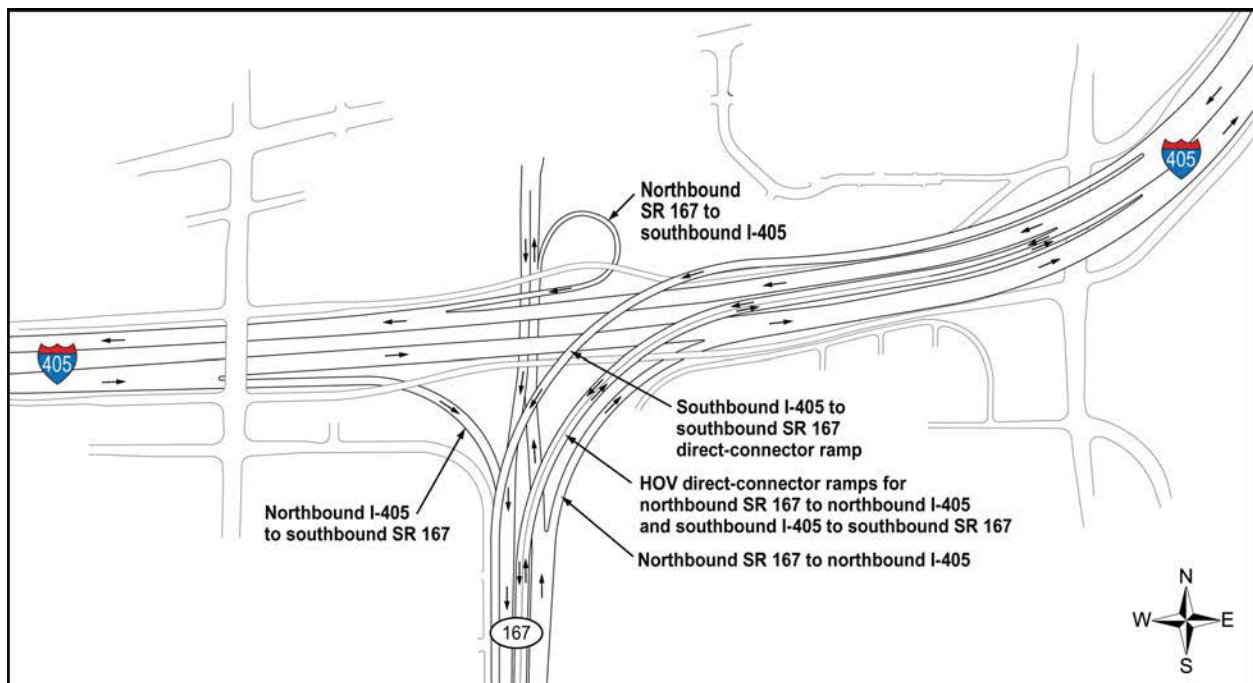 405
Northbound
SR 167 to
southbound I-405
405
Southbound I-405 to
southbound SR 167
direct-connector ramp
HOV direct-connector ramps for
northbound SR 167 to northbound I-405
and southbound I-405 to southbound SR 167
Northbound I-405
to southbound SR 167
Northbound SR 167 to northbound I-405
167
N
W
E
S